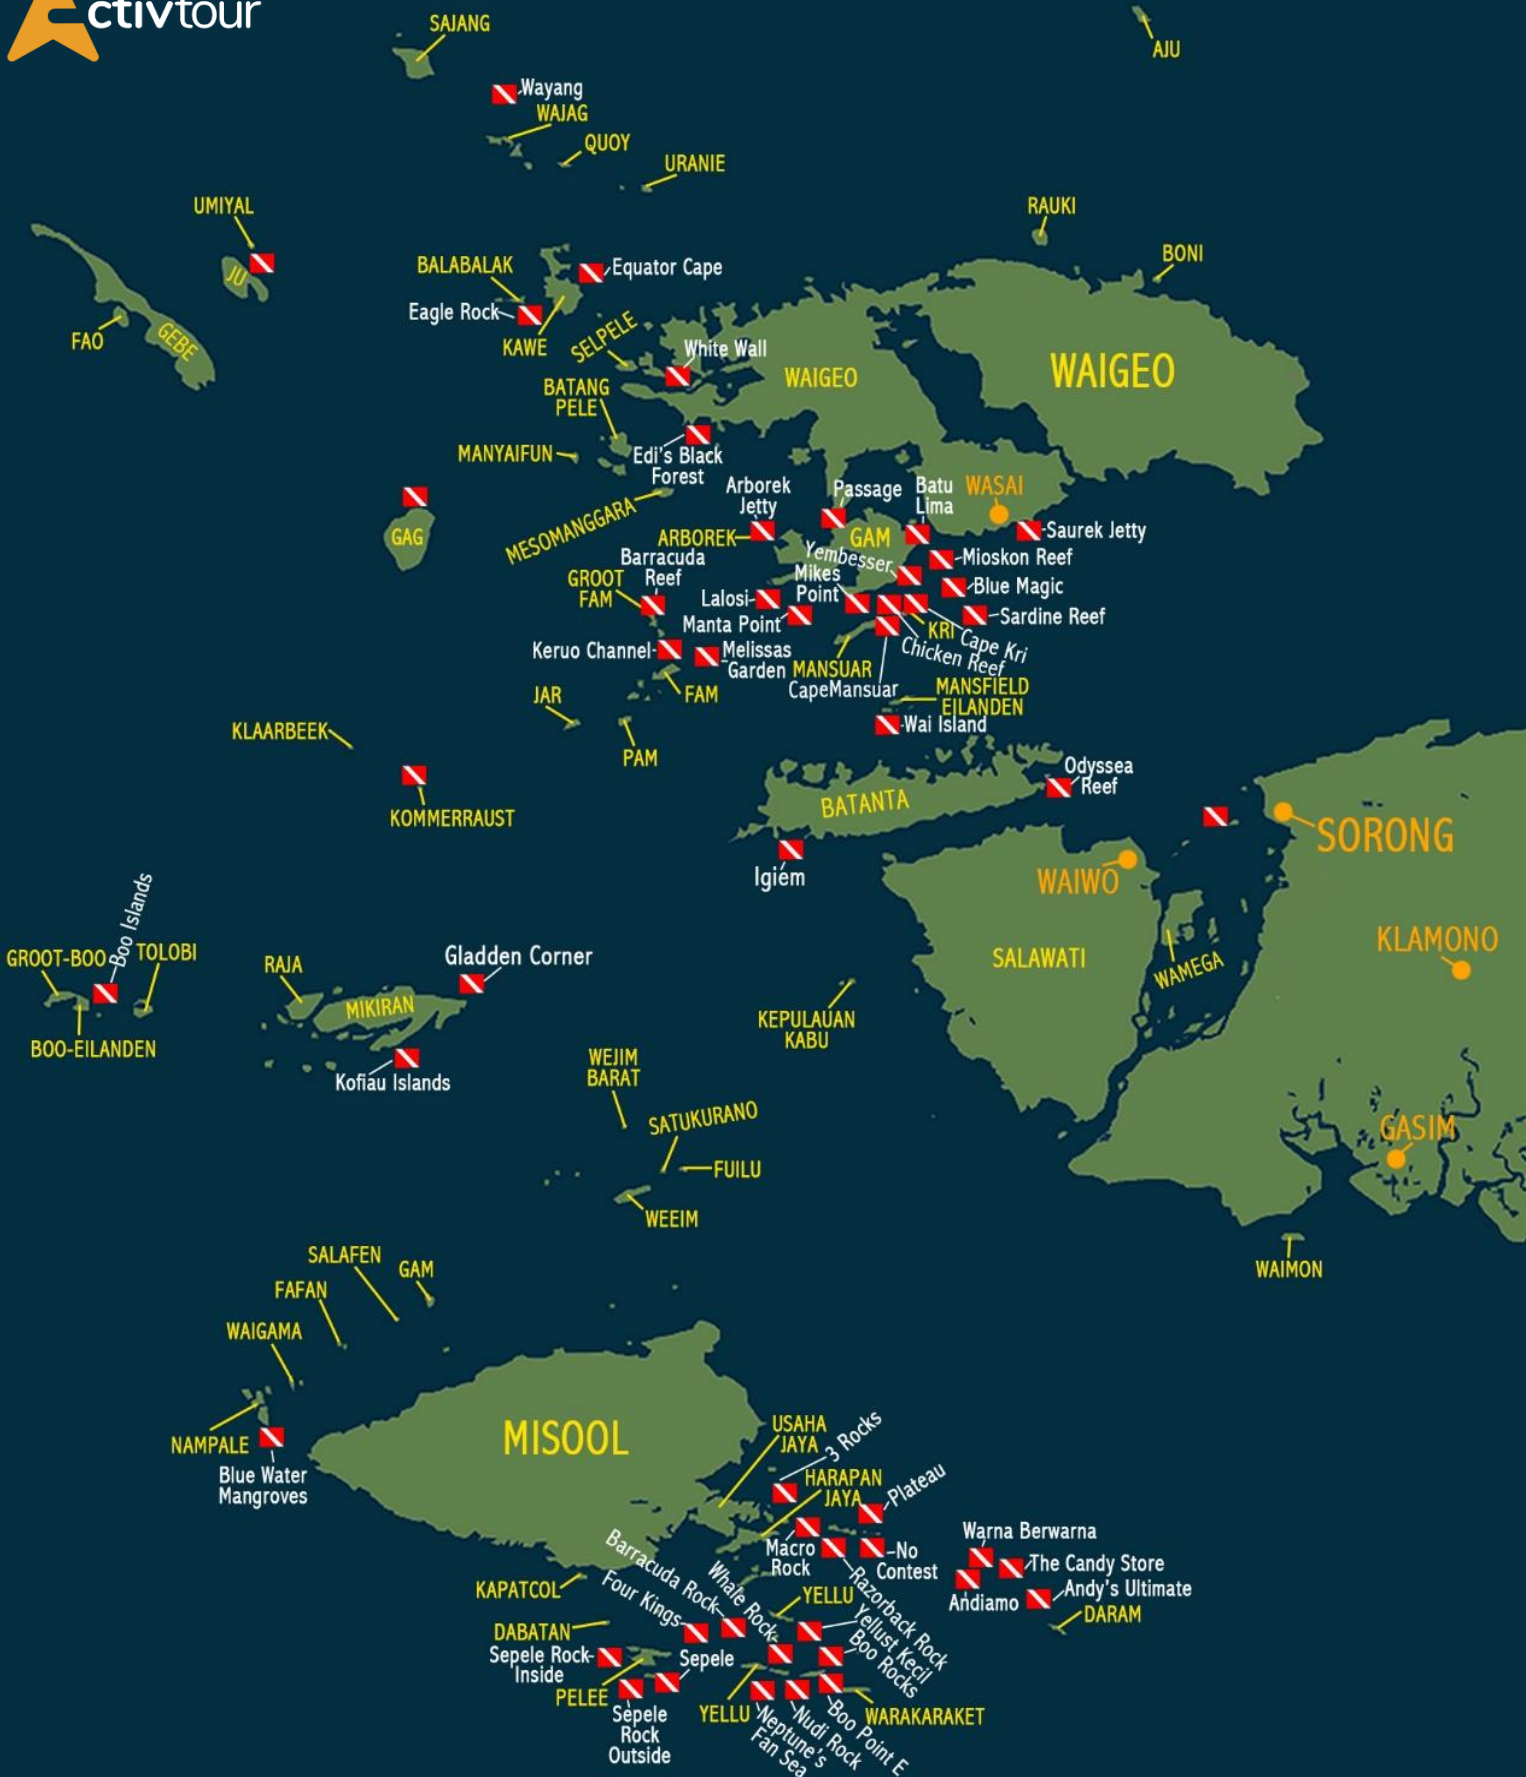 ctivtour
SAJANG
AJU
Wayang
WAJAG
QUOY
URANIE
UMIYAL
RAUKI
BONI
BALABALAK
Equator Cape
JU
Eagle Rock
FAO
GEBE
KAWE
SELPELE
White Wall
WAIGEO
WAIGEO
BATANG
PELE
MANYAIFUN
Edi's Black
Forest
Arborek
Jetty
Passage
Batu
Lima
WASAI
MESOMANGGARA
GAG
ARBOREK
GAM
Saurek Jetty
Yembesser
Mioskon Reef
Barracuda
Reef
GROOT
FAM
Mikes
Point
Blue Magic
Lalosi
Manta Point
Sardine Reef
KRI
Cape Kri
Chicken Reef
Keruo Channel
Melissas
Garden
MANSUAR
CapeMansuar
FAM
JAR
MANSFIELD
EILANDEN
Wai Island
KLAARBEEK
PAM
Odyssea
Reef
KOMMERRAUST
BATANTA
SORONG
Igiem
WAIWO
Boo Islands
GROOT-BOO
TOLOBI
RAJA
Gladden Corner
SALAWATI
WAMEGA
KLAMONO
MIKIRAN
BOO-EILANDEN
KEPULAUAN
KABU
Kofiau Islands
WEJIM
BARAT
SATUKURANO
FUILU
GASIM
WEEIM
WAIMON
SALAFEN
GAM
FAFAN
WAIGAMA
NAMPALE
Blue Water
Mangroves
MISOOL
USAHA
JAYA
3 Rocks
HARAPAN
JAYA
Plateau
Macro
Rock
No
Contest
Warna Berwarna
The Candy Store
Andiamo
Andy's Ultimate
DARAM
Barracuda Rock
Four Kings
Whale Rock
Razorback Rock
KAPATCOL
YELLU
Yellust Kecil
Boo Rocks
DABATAN
Sepele Rock
Inside
Sepele
PELEE
Sepele
Rock
Outside
YELLU
Neptune's
Fan Sea
Nudi Rock
Boo Point E
WARAKARAKET